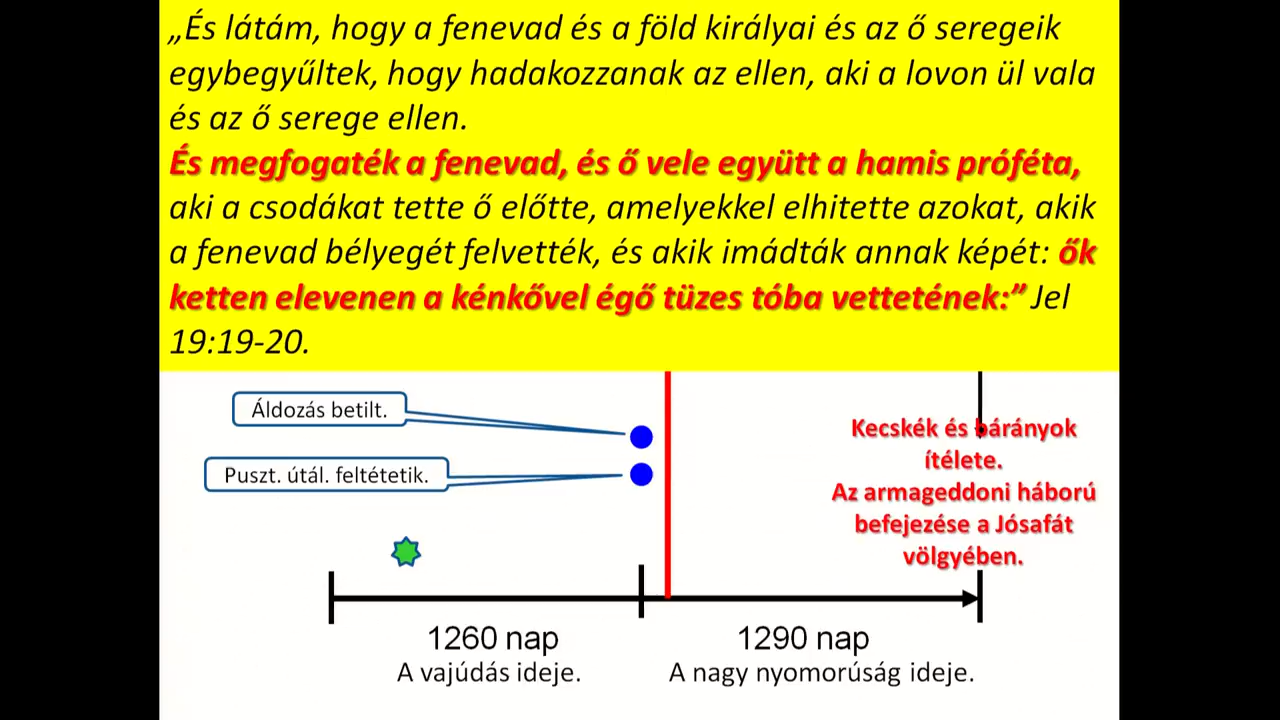 „És látám, hogy a fenevad és a föld királyai és az ő seregeik
egybegyűltek, hogy hadakozzanak az ellen, aki a lovon ül vala
és az ő serege ellen.
És megfogaték a fenevad, és ő vele együtt a hamis próféta,
aki a csodákat tette ő előtte, amelyekkel elhitette azokat, akik
a fenevad bélyegét felvették, és akik imádták annak képét: ők
ketten elevenen a kénkővel égő tüzes tóba vettetének:” Jel
19:19-20.
Áldozás betilt.
Puszt. útál. feltétetik.
Kecskék és bárányok
ítélete.
Az armageddoni háború
befejezése a Jósafát
völgyében.
1260 nap
A vajúdás ideje.
1290 nap
A nagy nyomorúság ideje.